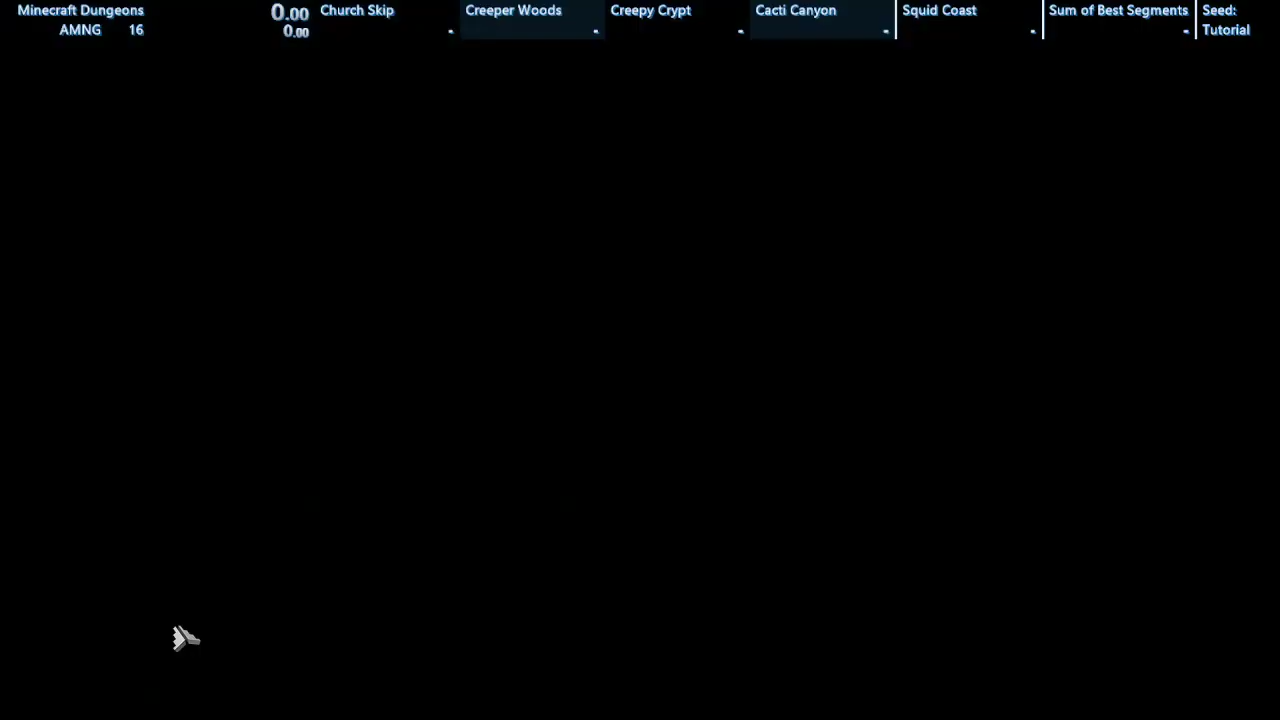 Minecraft Dungeons
AMNG 16
0.00
0.00
Church Skip
-
Creeper Woods
-
Creepy Crypt
-
Cacti Canyon
-
Squid Coast
-
Sum of Best Segments
-
Seed:
Tutorial